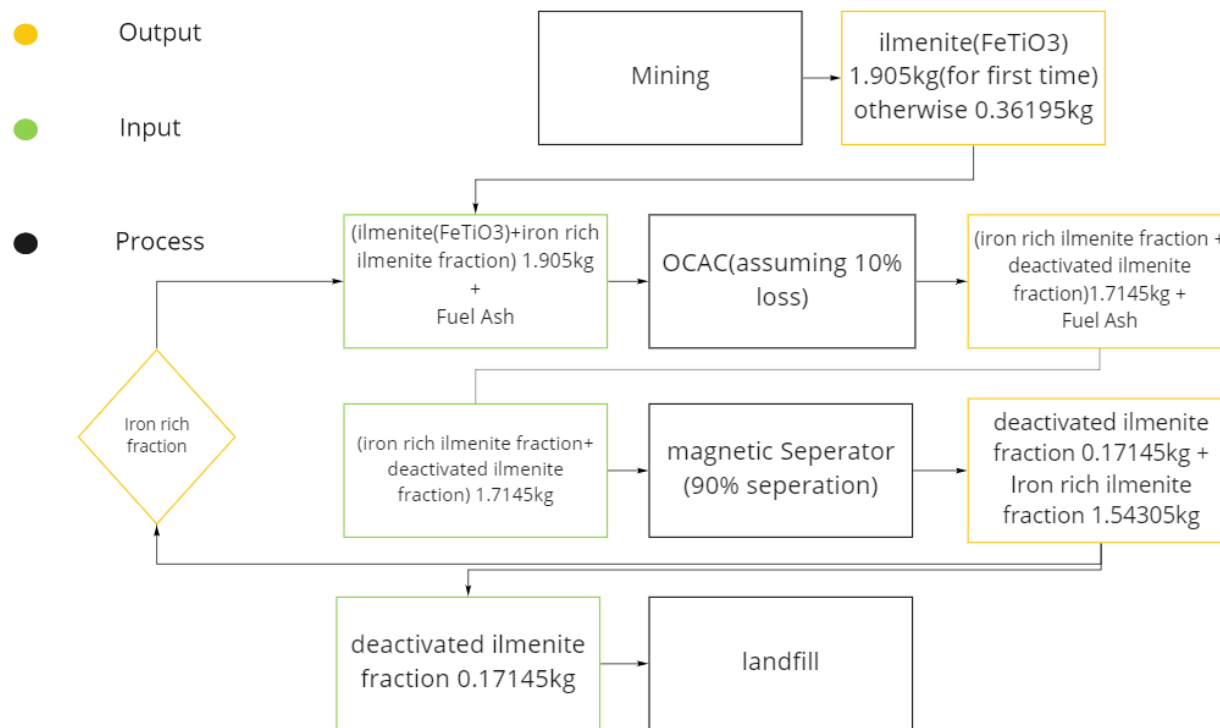 Output
Input
Process
Mining
ilmenite(FeTiO3)
1.905kg(for first time)
otherwise 0.36195kg
(ilmenite(FeTiO3)+iron rich
ilmenite fraction) 1.905kg
+
Fuel Ash
OCAC(assuming 10%
loss)
(iron rich ilmenite fraction +
deactivated ilmenite
fraction)1.7145kg +
Fuel Ash
Iron rich
fraction
(iron rich ilmenite fraction+
deactivated ilmenite
fraction) 1.7145kg
magnetic Seperator
(90% seperation)
deactivated ilmenite
fraction 0.17145kg +
Iron rich ilmenite
fraction 1.54305kg
deactivated ilmenite
fraction 0.17145kg
landfill